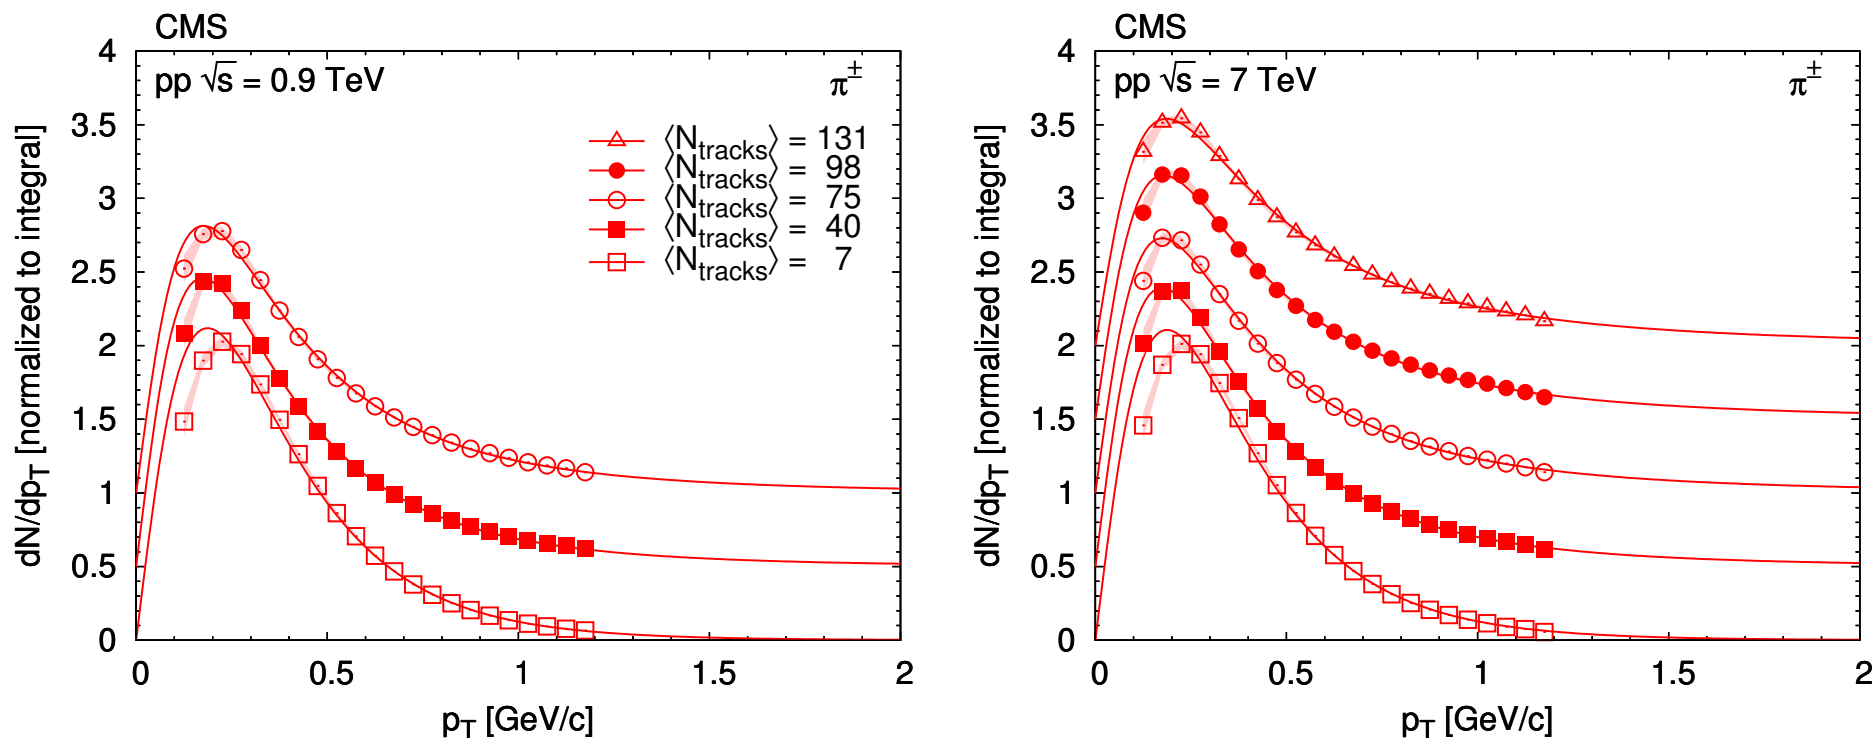 CMS
pp √s = 0.9 TeV
π±
⟨Ntracks⟩ = 131
⟨Ntracks⟩ = 98
⟨Ntracks⟩ = 75
⟨Ntracks⟩ = 40
⟨Ntracks⟩ = 7
dN/dpT [normalized to integral]
4
3.5
3
2.5
2
1.5
1
0.5
0
0 0.5 1 1.5 2
pT [GeV/c]
CMS
pp √s = 7 TeV
π±
dN/dpT [normalized to integral]
4
3.5
3
2.5
2
1.5
1
0.5
0
0 0.5 1 1.5 2
pT [GeV/c]